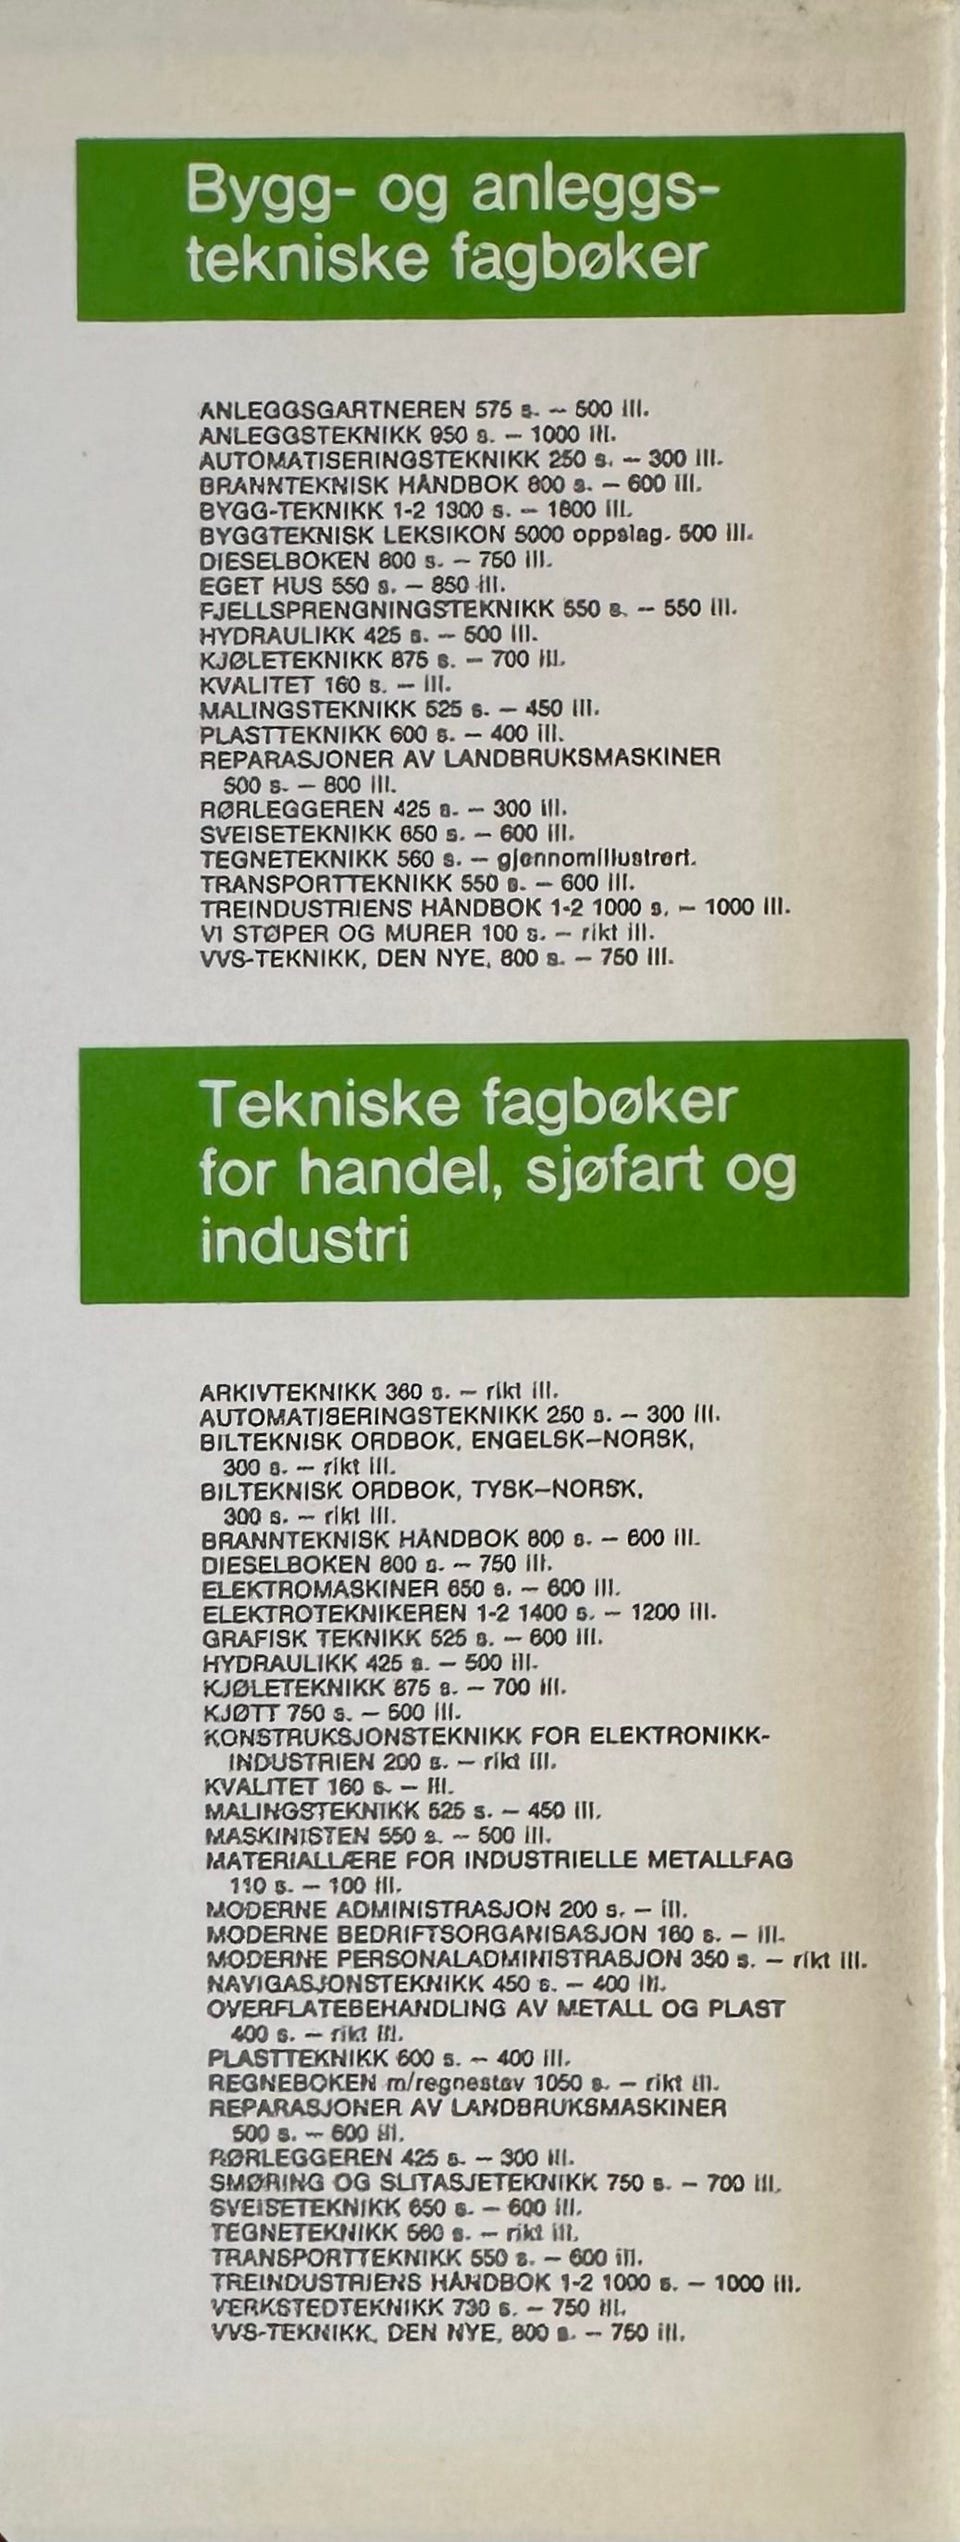 Bygg- og anleggs-
tekniske fagbøker
ANLEGGSGARTNEREN 575 s. — 500 ill.
ANLEGGSTEKNIKK 950 s. — 1000 ill.
AUTOMATISERINGSTEKNIKK 250 s. — 300 ill.
BRANNTEKNISK HÅNDBOK 800 s. — 600 ill.
BYGG-TEKNIKK 1-2 1300 s. — 1800 ill.
BYGGTEKNISK LEKSIKON 5000 oppslag. 500 ill.
DIESELBOKEN 800 s. — 750 ill.
EGET HUS 550 s. — 850 ill.
FJELLSPRENGNINGSTEKNIKK 550 s. — 550 ill.
HYDRAULIKK 425 s. — 500 ill.
KJØLETEKNIKK 675 s. — 700 ill.
KVALITET 160 s. — ill.
MALINGSTEKNIKK 525 s. — 450 ill.
PLASTTEKNIKK 600 s. — 400 ill.
REPARASJONER AV LANDBRUKSMASKINER
500 s. — 800 ill.
RØRLEGGEREN 425 s. — 300 ill.
SVEISETEKNIKK 650 s. — 600 ill.
TEGNETEKNIKK 560 s. — gjennomillustrert.
TRANSPORTTEKNIKK 550 s. — 600 ill.
TREINDUSTRIENS HÅNDBOK 1-2 1000 s. — 1000 ill.
VI STØPER OG MURER 100 s. — rikt ill.
VVS-TEKNIKK, DEN NYE, 800 s. — 750 ill.
Tekniske fagbøker
for handel, sjøfart og
industri
ARKIVTEKNIKK 360 s. — rikt ill.
AUTOMATISERINGSTEKNIKK 250 s. — 300 ill.
BILTEKNISK ORDBOK, ENGELSK—NORSK,
300 s. — rikt ill.
BILTEKNISK ORDBOK, TYSK—NORSK,
300 s. — rikt ill.
BRANNTEKNISK HÅNDBOK 800 s. — 600 ill.
DIESELBOKEN 800 s. — 750 ill.
ELEKTROMASKINER 650 s. — 600 ill.
ELEKTROTEKNIKEREN 1-2 1400 s. — 1200 ill.
GRAFISK TEKNIKK 525 s. — 600 ill.
HYDRAULIKK 425 s. — 500 ill.
KJØLETEKNIKK 675 s. — 700 ill.
KJØTT 750 s. — 500 ill.
KONSTRUKSJONSTEKNIKK FOR ELEKTRONIKK-
INDUSTRIEN 200 s. — rikt ill.
KVALITET 160 s. — ill.
MALINGSTEKNIKK 525 s. — 450 ill.
MASKINISTEN 550 s. — 500 ill.
MATERIALLÆRE FOR INDUSTRIELLE METALLFAG
110 s. — 100 ill.
MODERNE ADMINISTRASJON 200 s. — ill.
MODERNE BEDRIFTSORGANISASJON 160 s. — ill.
MODERNE PERSONALADMINISTRASJON 350 s. — rikt ill.
NAVIGASJONSTEKNIKK 450 s. — 400 ill.
OVERFLATEBEHANDLING AV METALL OG PLAST
400 s. — rikt ill.
PLASTTEKNIKK 600 s. — 400 ill.
REGNEBOKEN m/regnestav 1050 s. — rikt ill.
REPARASJONER AV LANDBRUKSMASKINER
500 s. — 600 ill.
RØRLEGGEREN 425 s. — 300 ill.
SMØRING OG SLITASJETEKNIKK 750 s. — 700 ill.
SVEISETEKNIKK 650 s. — 600 ill.
TEGNETEKNIKK 560 s. — rikt ill.
TRANSPORTTEKNIKK 550 s. — 600 ill.
TREINDUSTRIENS HÅNDBOK 1-2 1000 s. — 1000 ill.
VERKSTEDTEKNIKK 730 s. — 750 ill.
VVS-TEKNIKK, DEN NYE, 800 s. — 750 ill.